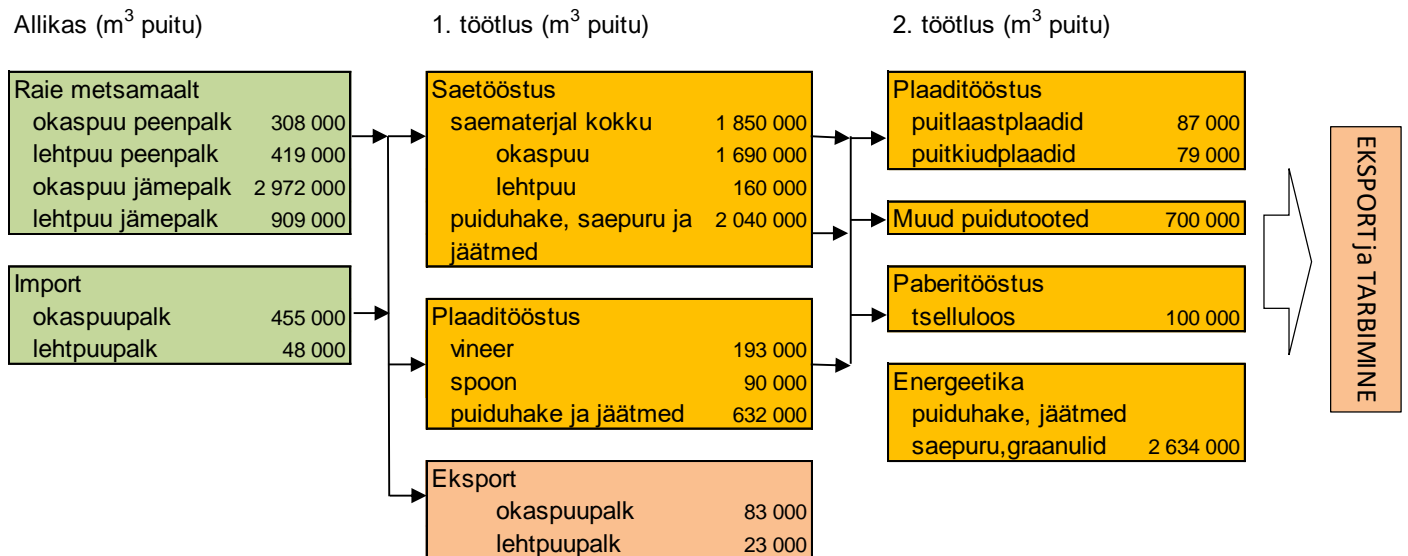 Allikas (m³ puitu)
1. töötlus (m³ puitu)
2. töötlus (m³ puitu)
Raie metsamaalt
okaspuu peenpalk 308 000
lehtpuu peenpalk 419 000
okaspuu jämepalk 2 972 000
lehtpuu jämepalk 909 000
Import
okaspuupalk 455 000
lehtpuupalk 48 000
Saetööstus
saematerjal kokku 1 850 000
okaspuu 1 690 000
lehtpuu 160 000
puiduhake, saepuru ja 2 040 000
jäätmed
Plaaditööstus
vineer 193 000
spoon 90 000
puiduhake ja jäätmed 632 000
Eksport
okaspuupalk 83 000
lehtpuupalk 23 000
Plaaditööstus
puitlaastplaadid 87 000
puitkiudplaadid 79 000
Muud puidutooted 700 000
Paberitööstus
tselluloos 100 000
Energeetika
puiduhake, jäätmed
saepuru,graanulid 2 634 000
EKSPORT ja TARBIMINE